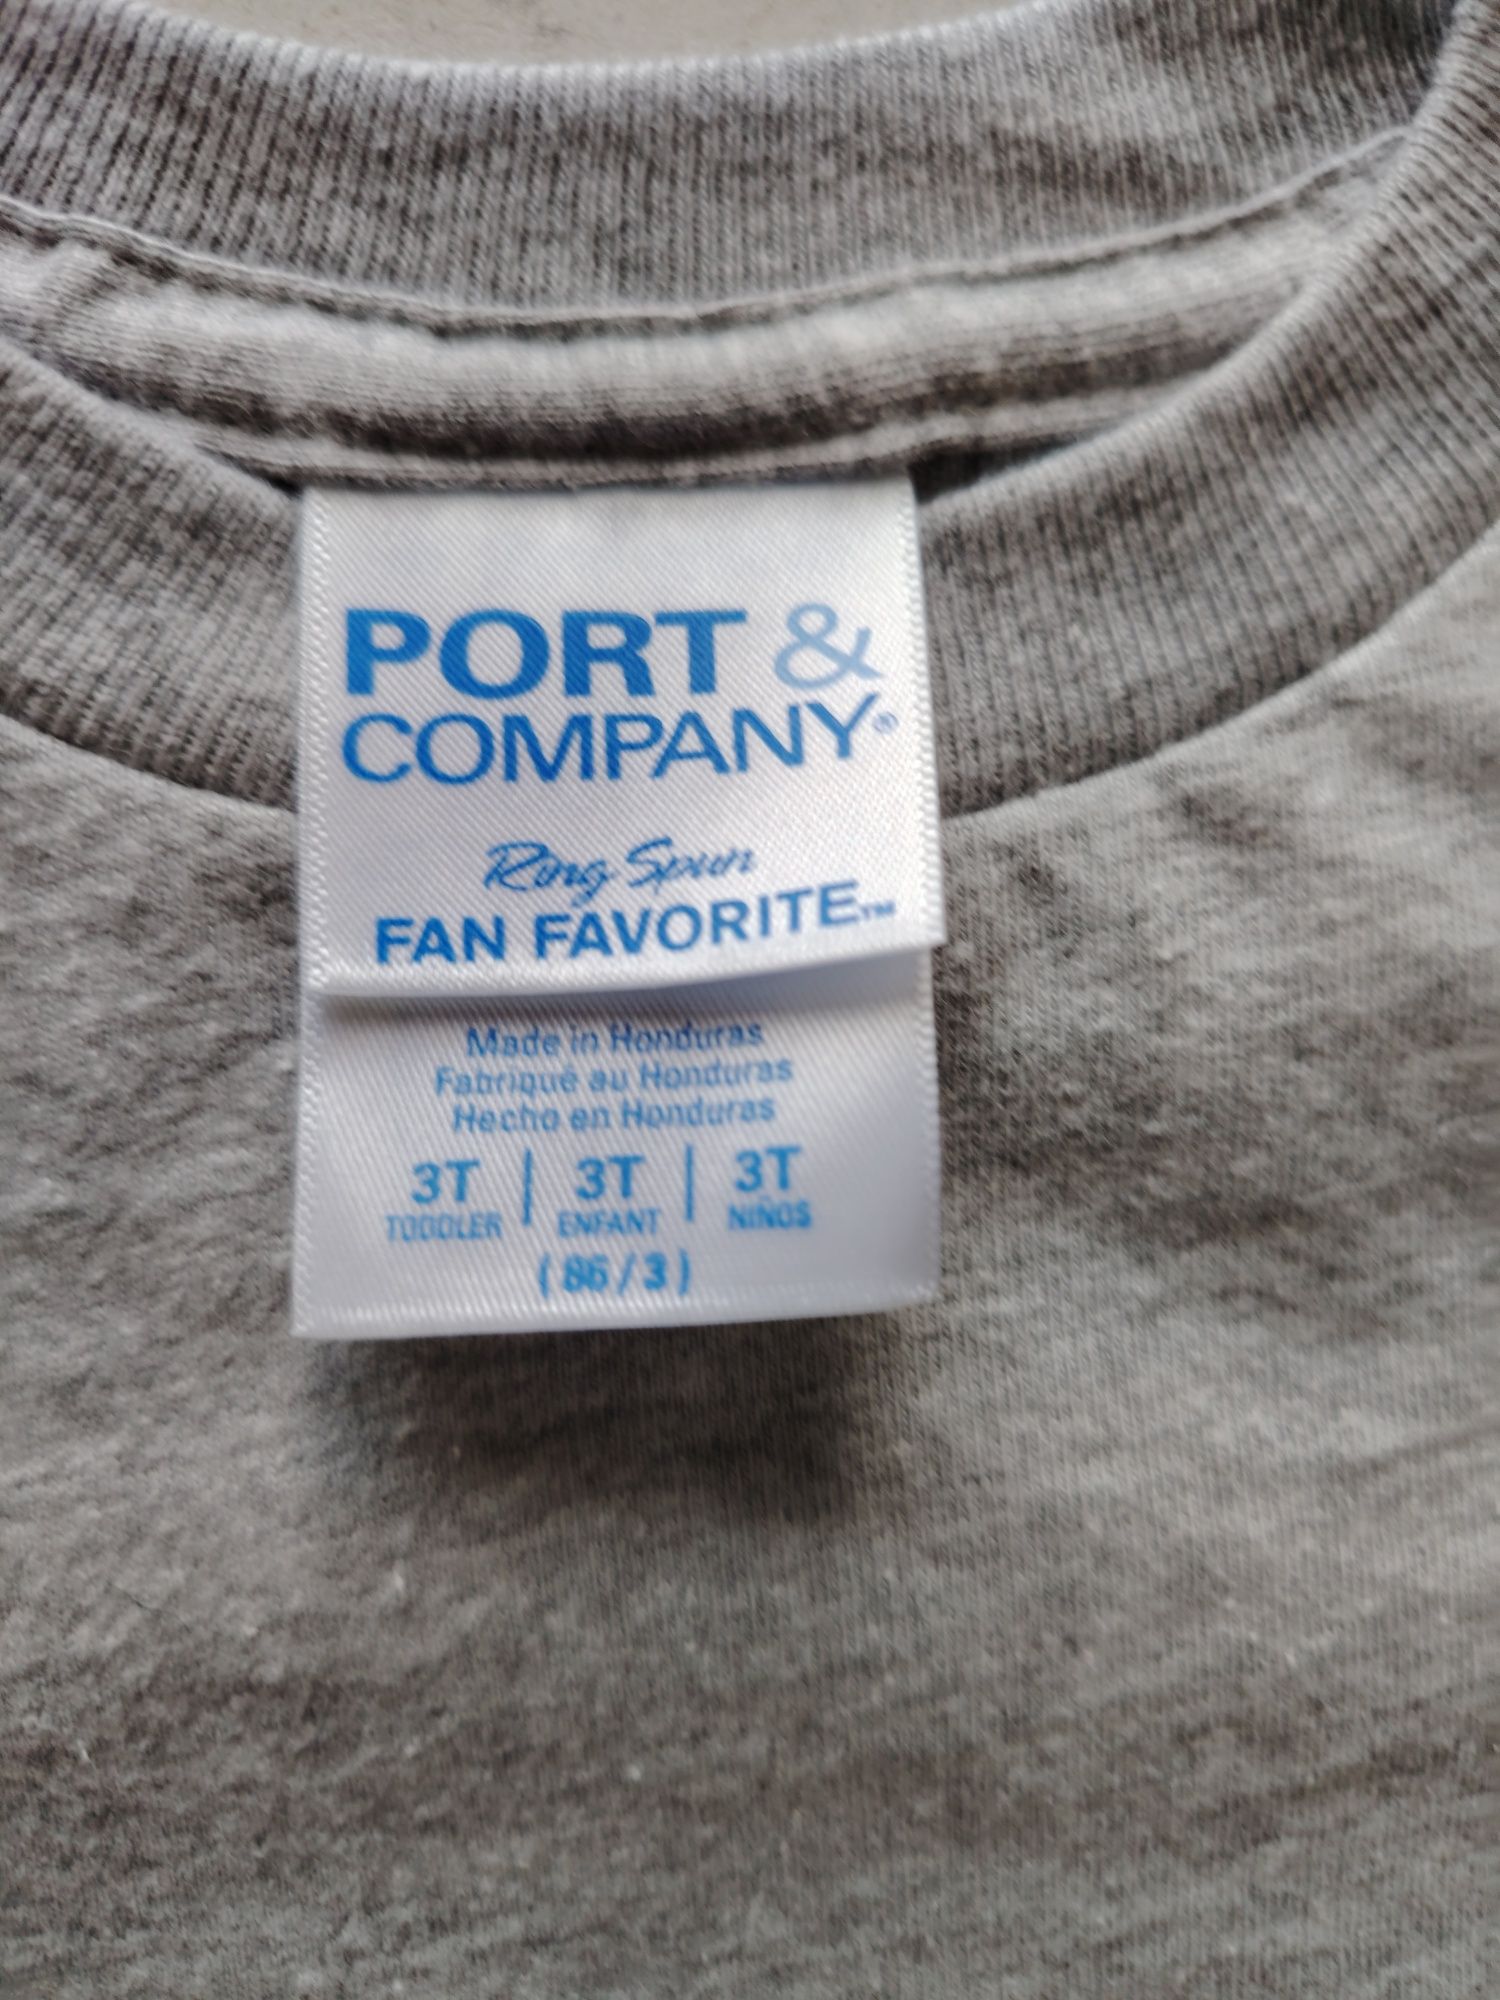 PORT &
COMPANY®
Ring Spun
FAN FAVORITE™
Made in Honduras
Fabriqué au Honduras
Hecho en Honduras
3T | 3T | 3T
TODDLER ENFANT NIÑOS
(86/3)